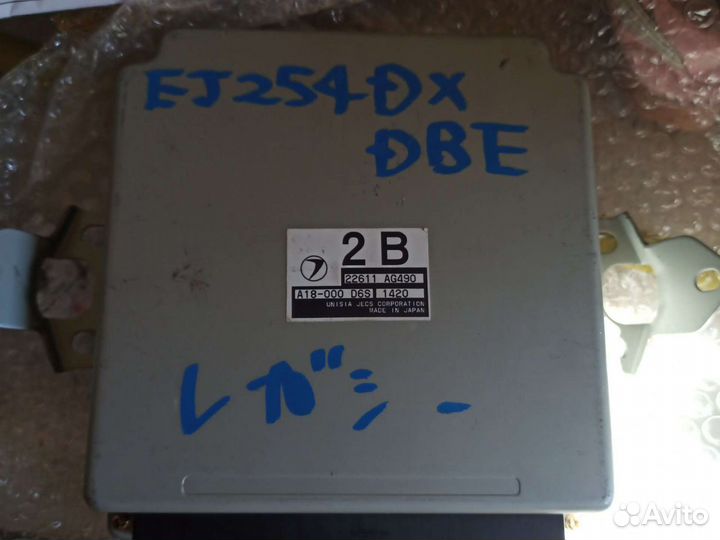 EJ254DX
DBE
2 B
22611 AG490
A18-000 D6S 1420
UNISIA JECS CORPORATION
MADE IN JAPAN
レガシー
Avito